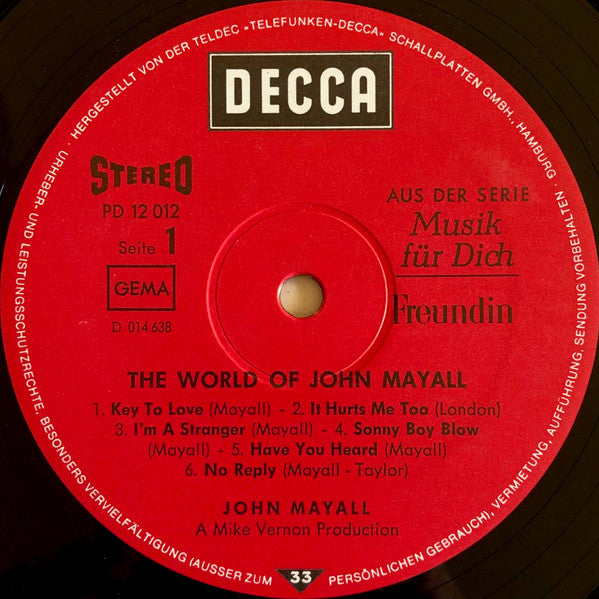 · HERGESTELLT VON DER TELDEC »TELEFUNKEN-DECCA« SCHALLPLATTEN GMBH., HAMBURG ·
URHEBER- UND LEISTUNGSSCHUTZRECHTE, BESONDERS VERVIELFÄLTIGUNG (AUSSER ZUM PERSÖNLICHEN GEBRAUCH), VERMIETUNG, AUFFÜHRUNG, SENDUNG VORBEHALTEN ·
DECCA
STEREO
PD 12 012
Seite 1
GEMA
D 014 638
AUS DER SERIE
Musik
für Dich
Freundin
THE WORLD OF JOHN MAYALL
1. Key To Love (Mayall) - 2. It Hurts Me Too (London)
3. I'm A Stranger (Mayall) - 4. Sonny Boy Blow
(Mayall) - 5. Have You Heard (Mayall)
6. No Reply (Mayall - Taylor)
JOHN MAYALL
A Mike Vernon Production
33